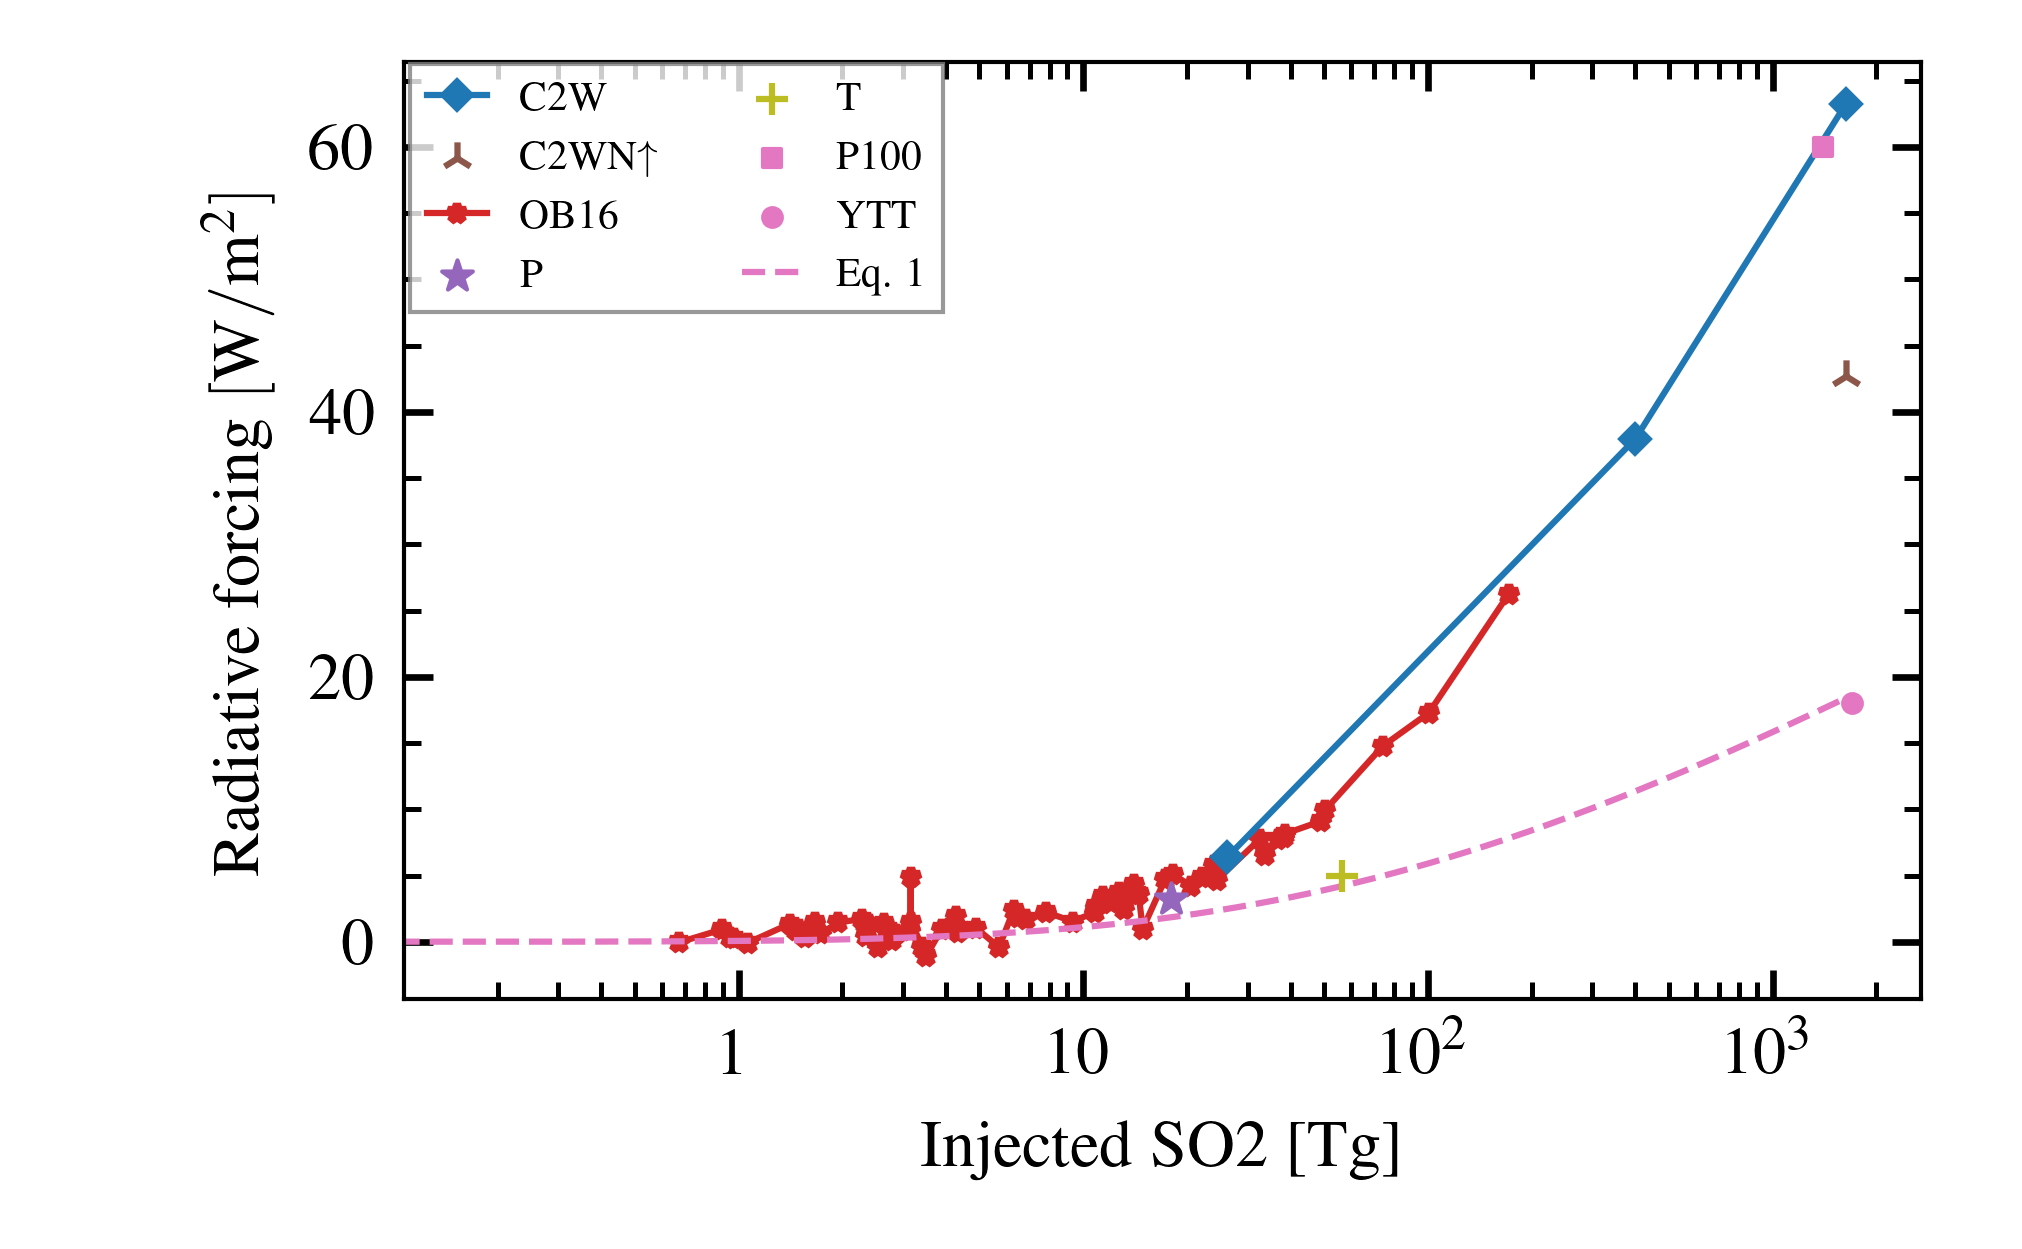 C2W
C2WN↑
OB16
P
T
P100
YTT
Eq. 1
60
40
20
0
Radiative forcing [W/m²]
1 10 10² 10³
Injected SO2 [Tg]